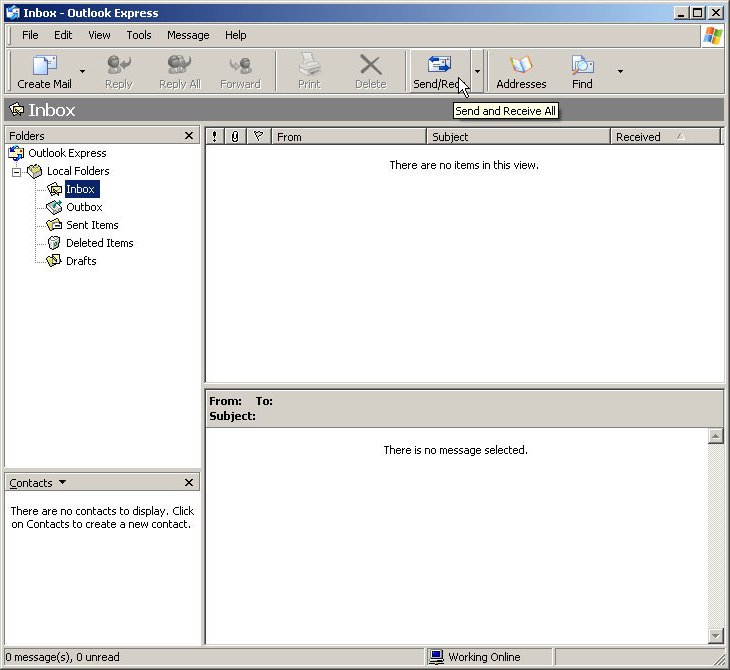 Inbox - Outlook Express
File Edit View Tools Message Help
Create Mail Reply Reply All Forward Print Delete Send/Rec Addresses Find
Send and Receive All
Inbox
Folders
Outlook Express
Local Folders
Inbox
Outbox
Sent Items
Deleted Items
Drafts
! From Subject Received
There are no items in this view.
From: To:
Subject:
There is no message selected.
Contacts
There are no contacts to display. Click
on Contacts to create a new contact.
0 message(s), 0 unread
Working Online